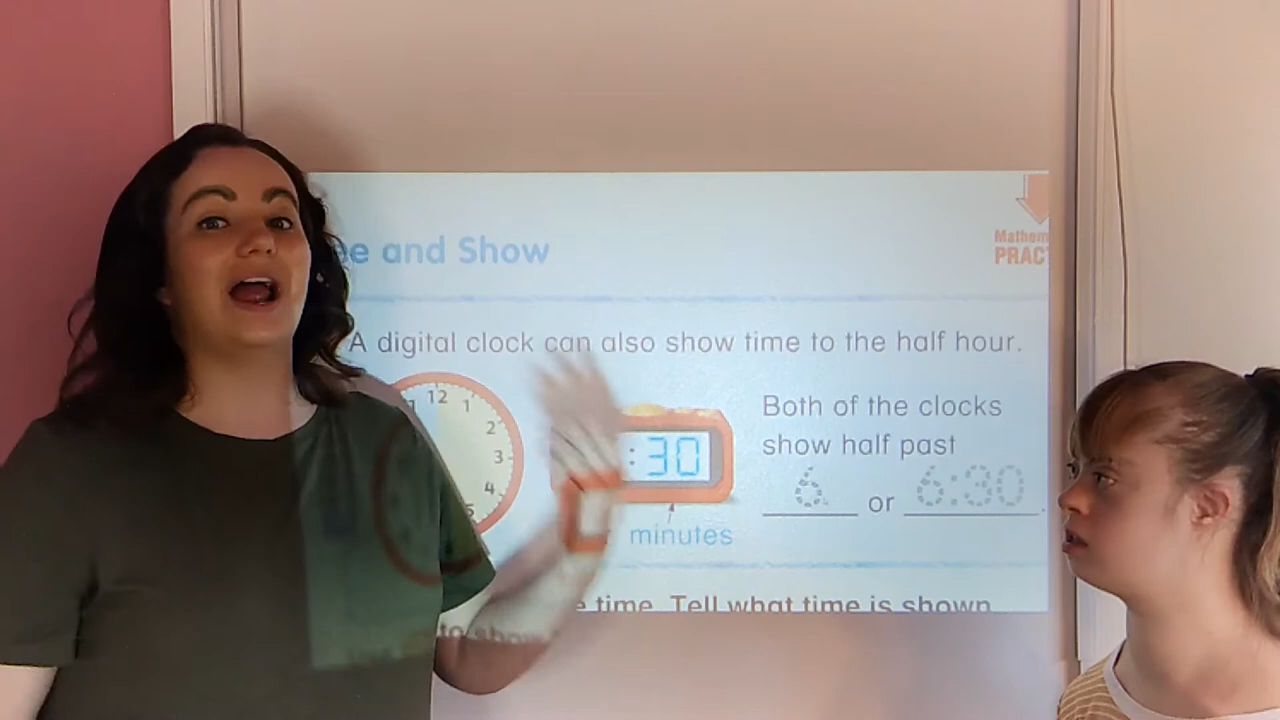 ee and Show
Mathem
PRACT
A digital clock can also show time to the half hour.
12
1
2
3
4
5
:30
minutes
Both of the clocks
show half past
6 or 6:30.
e time. Tell what time is shown
to show